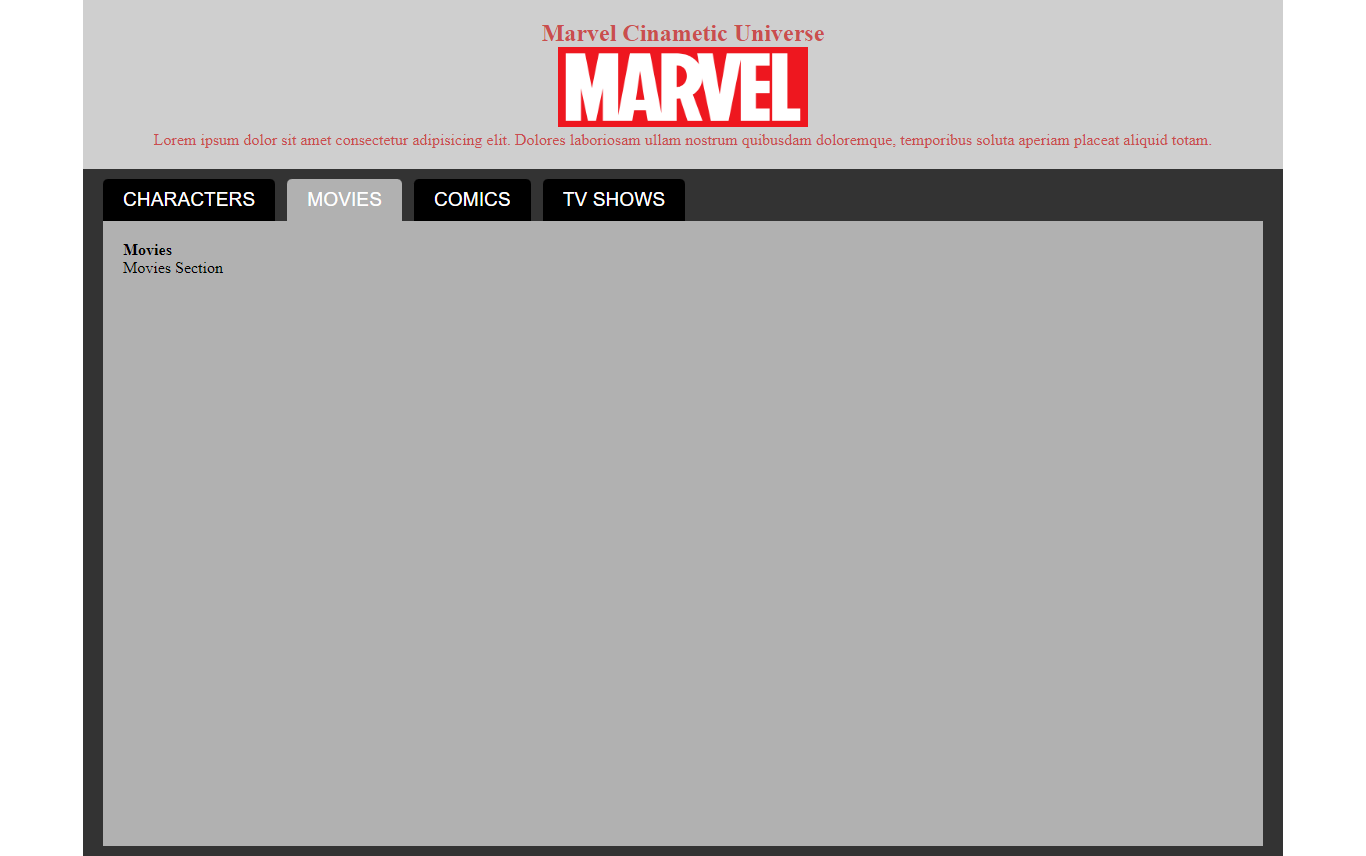 Marvel Cinametic Universe
MARVEL
Lorem ipsum dolor sit amet consectetur adipisicing elit. Dolores laboriosam ullam nostrum quibusdam doloremque, temporibus soluta aperiam placeat aliquid totam.
CHARACTERS MOVIES COMICS TV SHOWS
Movies
Movies Section